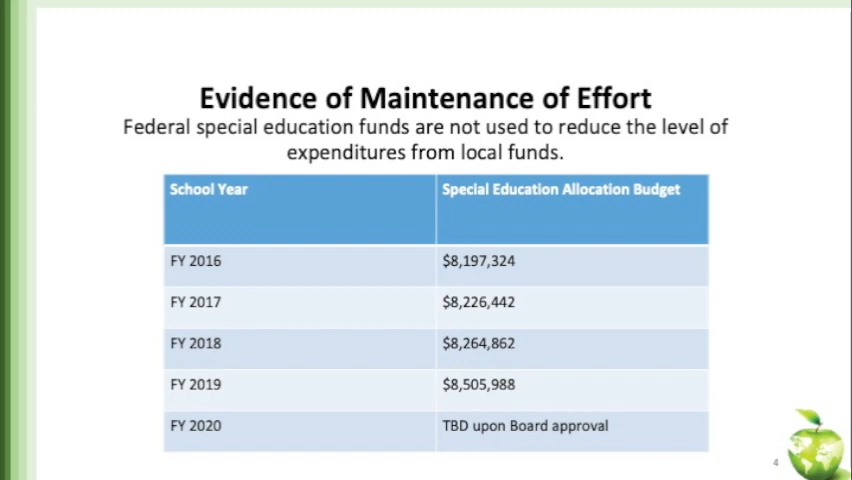 Evidence of Maintenance of Effort
Federal special education funds are not used to reduce the level of
expenditures from local funds.
School Year Special Education Allocation Budget
FY 2016 $8,197,324
FY 2017 $8,226,442
FY 2018 $8,264,862
FY 2019 $8,505,988
FY 2020 TBD upon Board approval
4